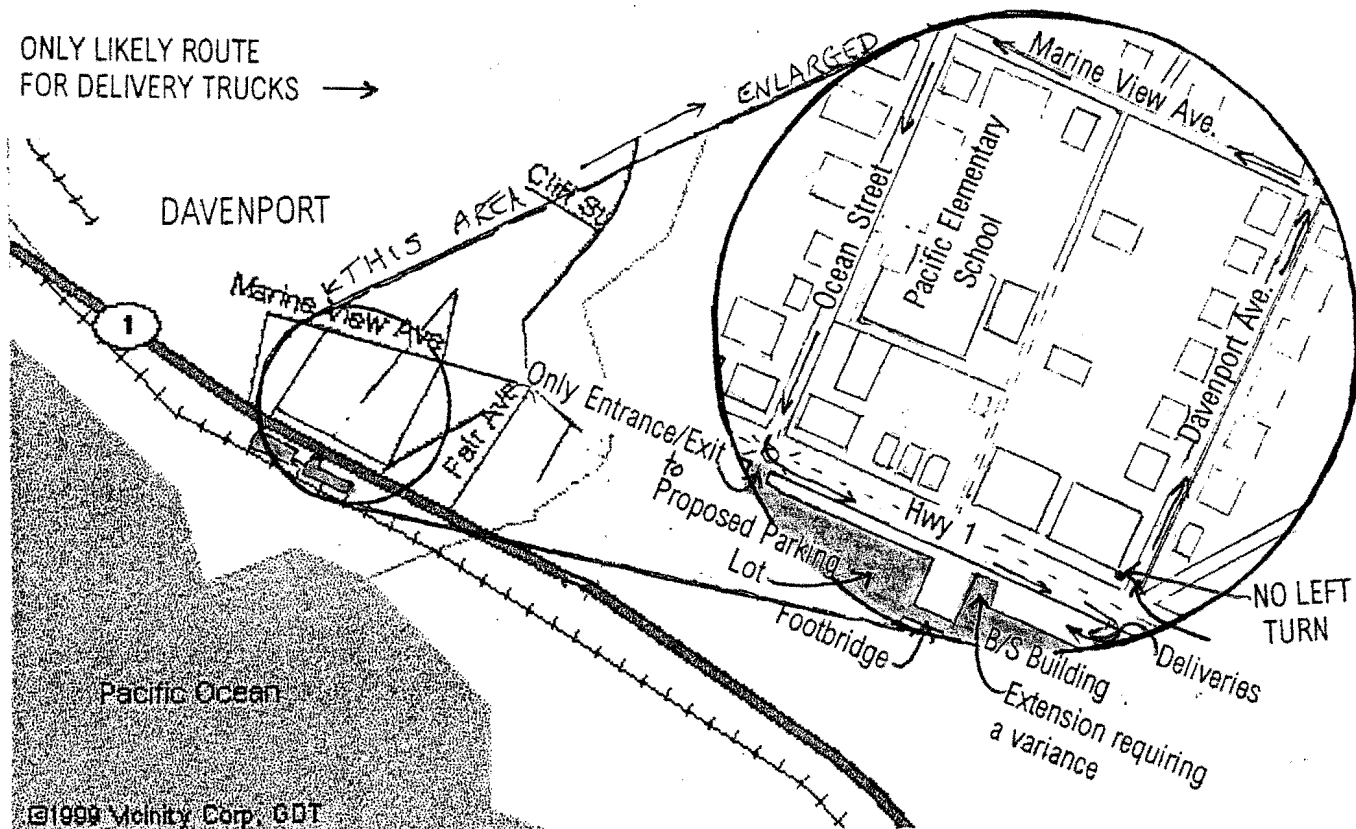 ONLY LIKELY ROUTE
FOR DELIVERY TRUCKS
DAVENPORT
THIS AREA
ENLARGED
Cliff St
Marine View Ave
1
Fair Ave
Pacific Ocean
©1999 Vicinity Corp, GDT
Marine View Ave.
Ocean Street
Pacific Elementary
School
Davenport Ave.
Hwy 1
Only Entrance/Exit
to
Proposed Parking
Lot
Footbridge
B/S Building
Extension requiring
a variance
Deliveries
NO LEFT
TURN